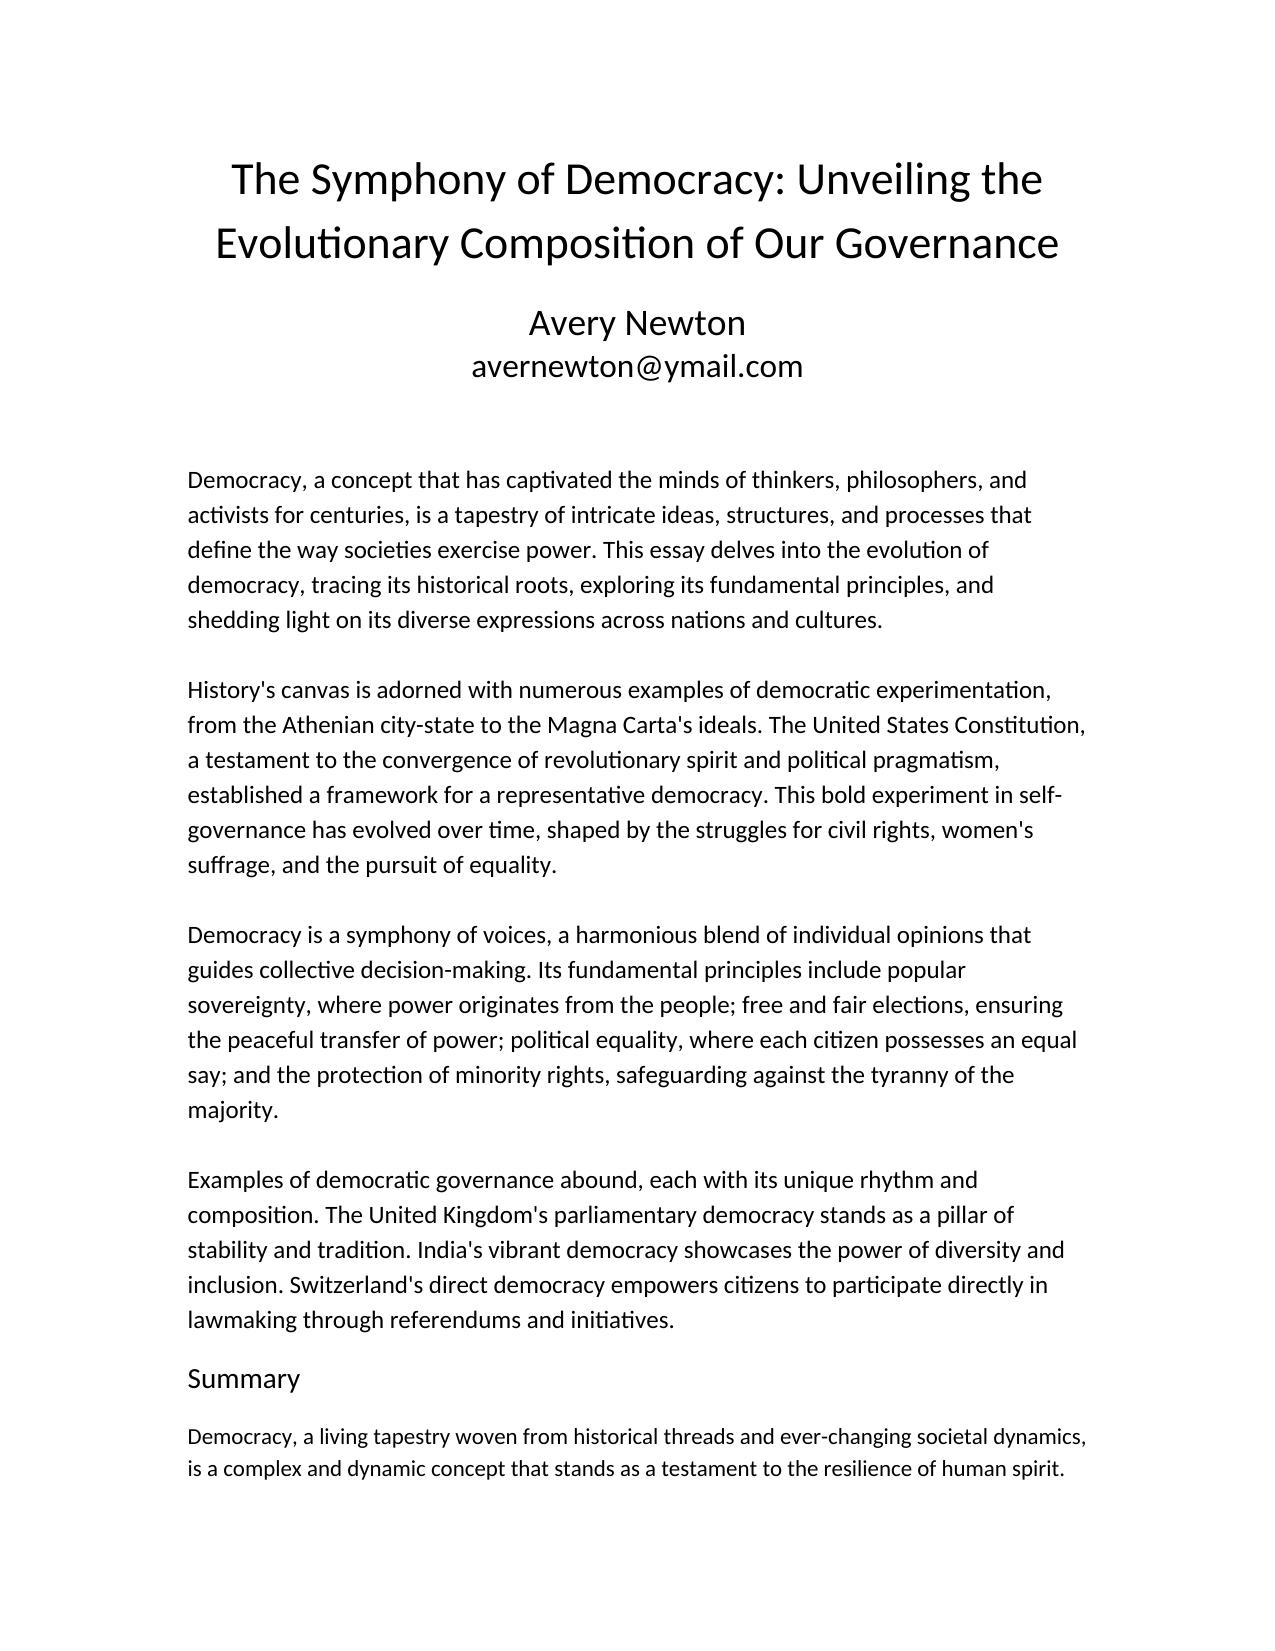 The Symphony of Democracy: Unveiling the
Evolutionary Composition of Our Governance
Avery Newton
avernewton@ymail.com
Democracy, a concept that has captivated the minds of thinkers, philosophers, and
activists for centuries, is a tapestry of intricate ideas, structures, and processes that
define the way societies exercise power. This essay delves into the evolution of
democracy, tracing its historical roots, exploring its fundamental principles, and
shedding light on its diverse expressions across nations and cultures.
History's canvas is adorned with numerous examples of democratic experimentation,
from the Athenian city-state to the Magna Carta's ideals. The United States Constitution,
a testament to the convergence of revolutionary spirit and political pragmatism,
established a framework for a representative democracy. This bold experiment in self-
governance has evolved over time, shaped by the struggles for civil rights, women's
suffrage, and the pursuit of equality.
Democracy is a symphony of voices, a harmonious blend of individual opinions that
guides collective decision-making. Its fundamental principles include popular
sovereignty, where power originates from the people; free and fair elections, ensuring
the peaceful transfer of power; political equality, where each citizen possesses an equal
say; and the protection of minority rights, safeguarding against the tyranny of the
majority.
Examples of democratic governance abound, each with its unique rhythm and
composition. The United Kingdom's parliamentary democracy stands as a pillar of
stability and tradition. India's vibrant democracy showcases the power of diversity and
inclusion. Switzerland's direct democracy empowers citizens to participate directly in
lawmaking through referendums and initiatives.
Summary
Democracy, a living tapestry woven from historical threads and ever-changing societal dynamics,
is a complex and dynamic concept that stands as a testament to the resilience of human spirit.